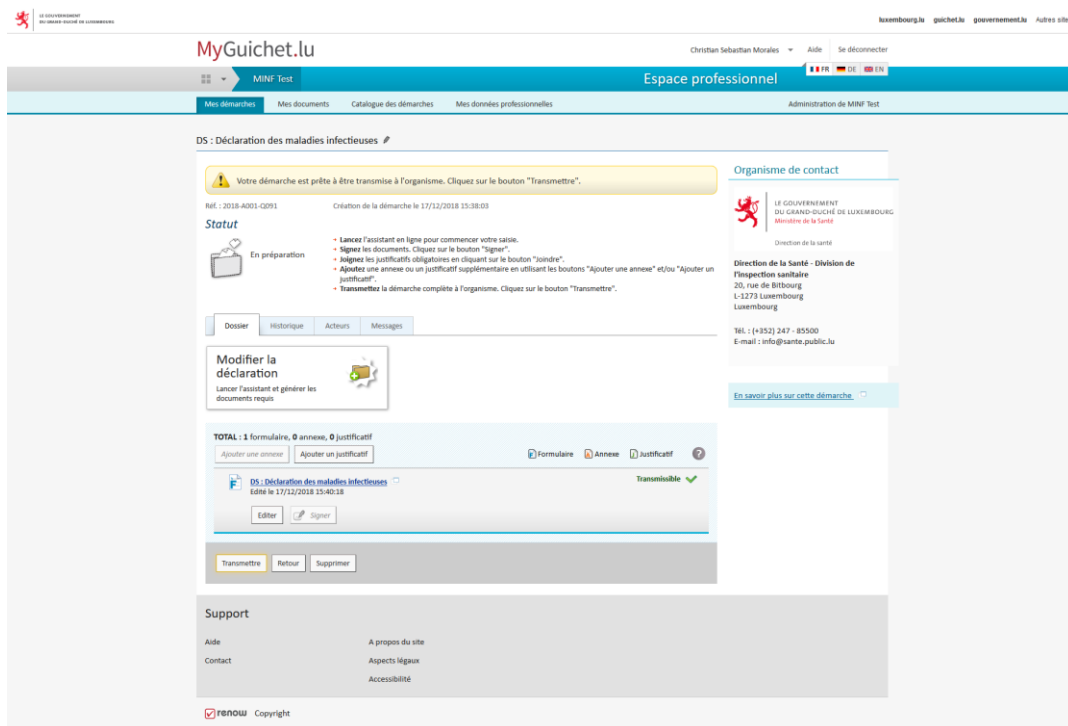 LE GOUVERNEMENT
DU GRAND-DUCHÉ DE LUXEMBOURG
luxembourg.lu guichet.lu gouvernement.lu Autres site
MyGuichet.lu
Christian Sebastian Morales Aide Se déconnecter
FR DE EN
MINF Test
Espace professionnel
Mes démarches Mes documents Catalogue des démarches Mes données professionnelles Administration de MINF Test
DS : Déclaration des maladies infectieuses
Votre démarche est prête à être transmise à l'organisme. Cliquez sur le bouton "Transmettre".
Réf. : 2018-A001-Q091 Création de la démarche le 17/12/2018 15:38:03
Statut
En préparation
Lancez l'assistant en ligne pour commencer votre saisie.
Signez les documents. Cliquez sur le bouton "Signer".
Joignez les justificatifs obligatoires en cliquant sur le bouton "Joindre".
Ajoutez une annexe ou un justificatif supplémentaire en utilisant les boutons "Ajouter une annexe" et/ou "Ajouter un
justificatif".
Transmettez la démarche complète à l'organisme. Cliquez sur le bouton "Transmettre".
Dossier Historique Acteurs Messages
Modifier la
déclaration
Lancer l'assistant et générer les
documents requis
TOTAL : 1 formulaire, 0 annexe, 0 justificatif
Ajouter une annexe Ajouter un justificatif
F Formulaire A Annexe J Justificatif ?
F DS : Déclaration des maladies infectieuses
Transmissible
Edité le 17/12/2018 15:40:18
Editer Signer
Transmettre Retour Supprimer
Organisme de contact
LE GOUVERNEMENT
DU GRAND-DUCHÉ DE LUXEMBOURG
Ministère de la Santé
Direction de la santé
Direction de la Santé - Division de
l'inspection sanitaire
20, rue de Bitbourg
L-1273 Luxembourg
Luxembourg
Tél. : (+352) 247 - 85500
E-mail : info@sante.public.lu
En savoir plus sur cette démarche
Support
Aide A propos du site
Contact Aspects légaux
Accessibilité
renow Copyright